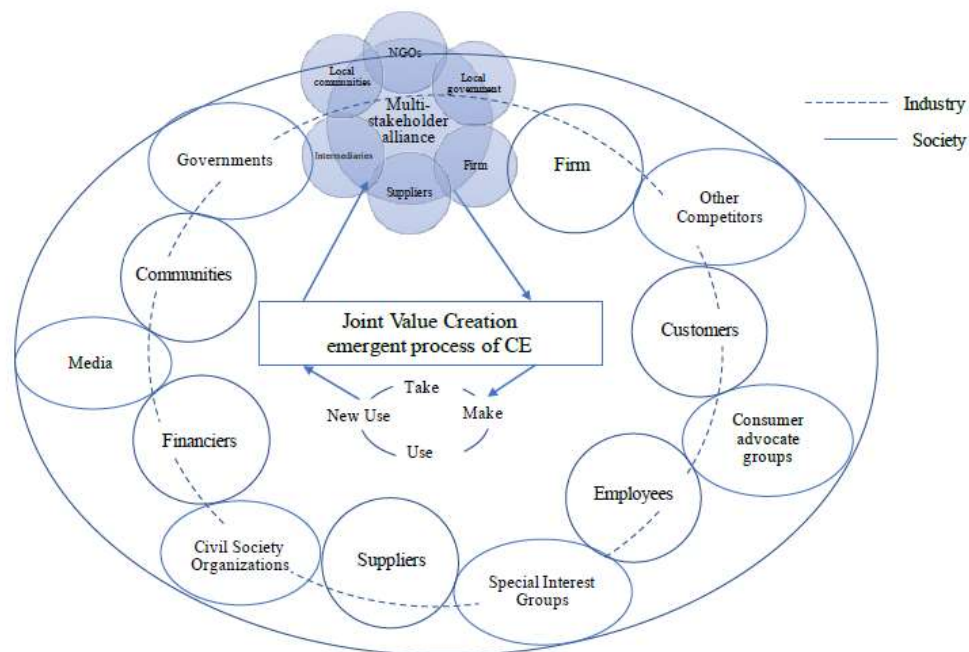 NGOs
Local
communities
Local
government
Multi-
stakeholder
alliance
Intermediaries
Firm
Suppliers
Industry
Society
Governments
Firm
Other
Competitors
Communities
Customers
Media
Joint Value Creation
emergent process of CE
Take
New Use
Make
Use
Consumer
advocate
groups
Financiers
Employees
Civil Society
Organizations
Suppliers
Special Interest
Groups